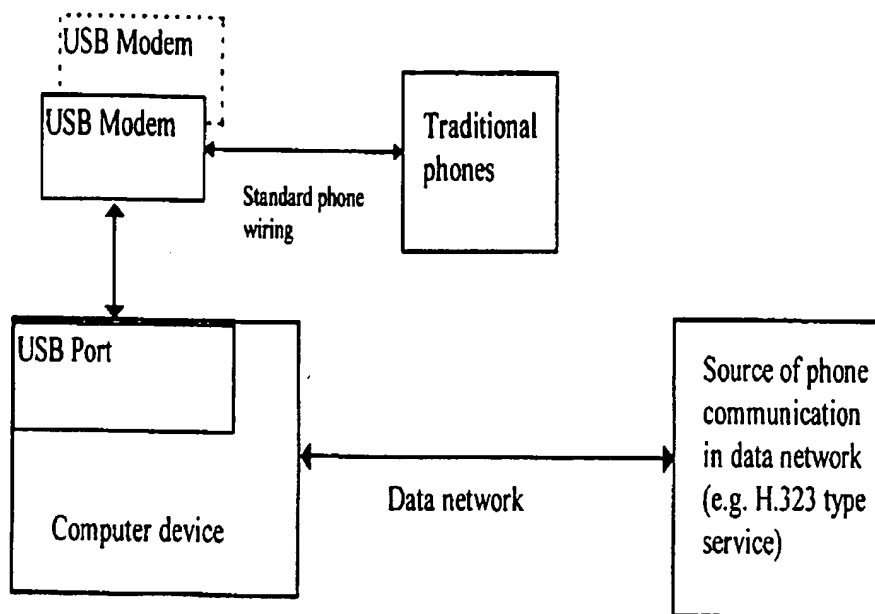 USB Modem
USB Modem
Traditional
phones
Standard phone
wiring
USB Port
Computer device
Data network
Source of phone
communication
in data network
(e.g. H.323 type
service)